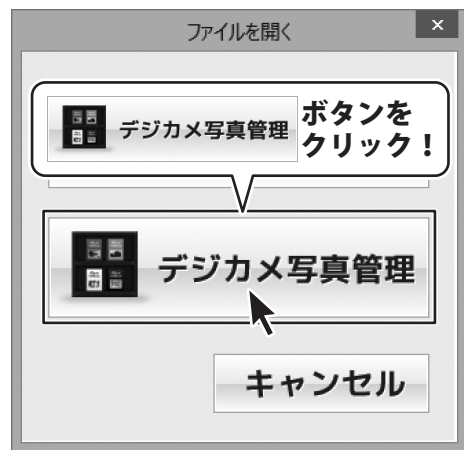 ファイルを開く
デジカメ写真管理
ボタンを
クリック！
デジカメ写真管理
キャンセル